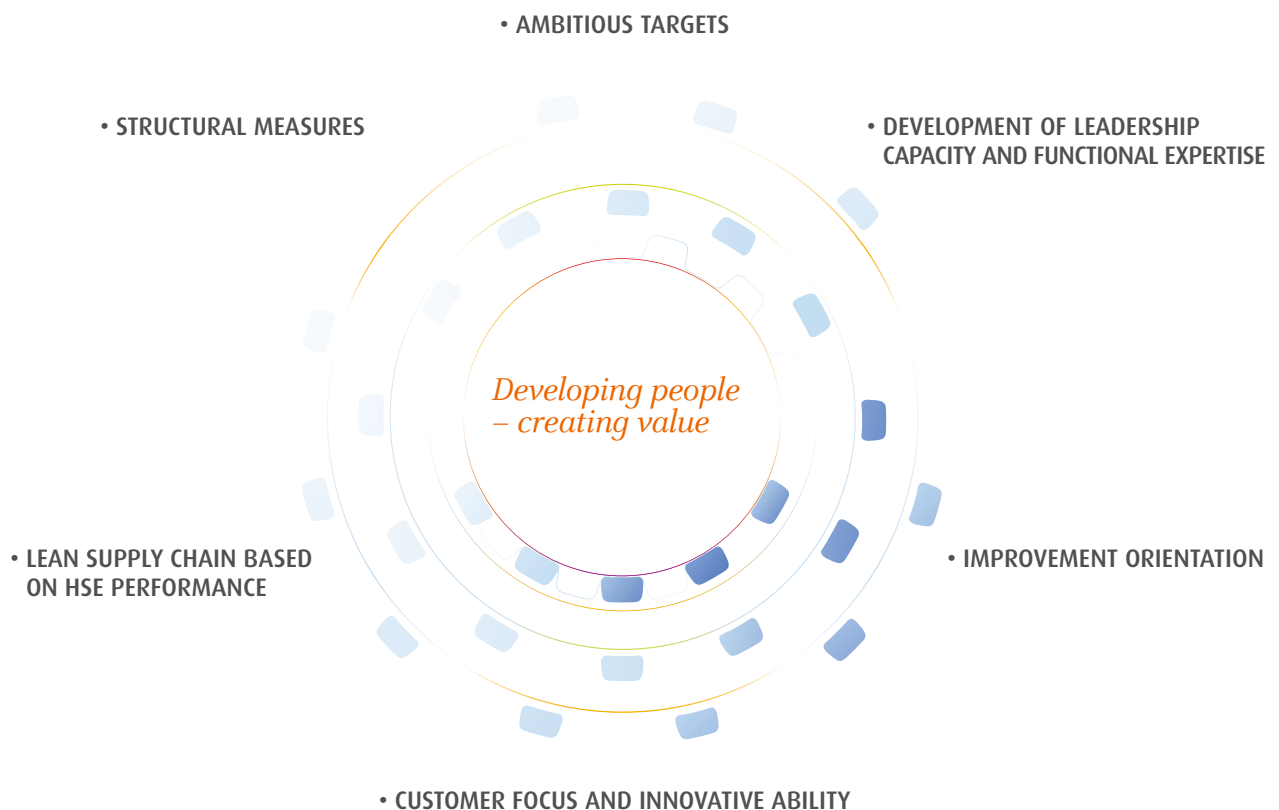 • AMBITIOUS TARGETS
• STRUCTURAL MEASURES
• DEVELOPMENT OF LEADERSHIP
CAPACITY AND FUNCTIONAL EXPERTISE
Developing people
– creating value
• LEAN SUPPLY CHAIN BASED
ON HSE PERFORMANCE
• IMPROVEMENT ORIENTATION
• CUSTOMER FOCUS AND INNOVATIVE ABILITY